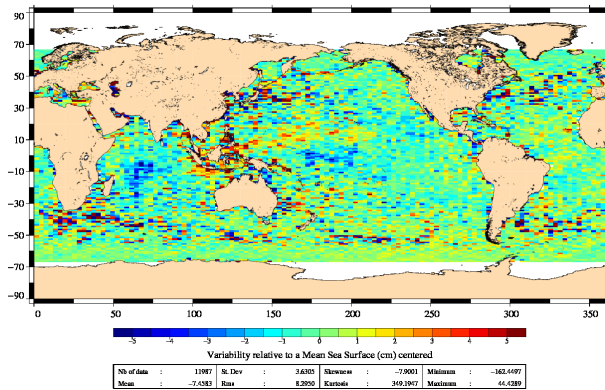 90
70
50
30
10
−10
−30
−50
−70
−90
0 50 100 150 200 250 300 350
−5 −4 −3 −2 −1 0 1 2 3 4 5
Variability relative to a Mean Sea Surface (cm) centered
Nb of data : 11987 St. Dev : 3.6305 Skewness : −7.9001 Minimum : −162.4497
Mean : −7.4583 Rms : 8.2950 Kurtosis : 349.1947 Maximum : 44.4289